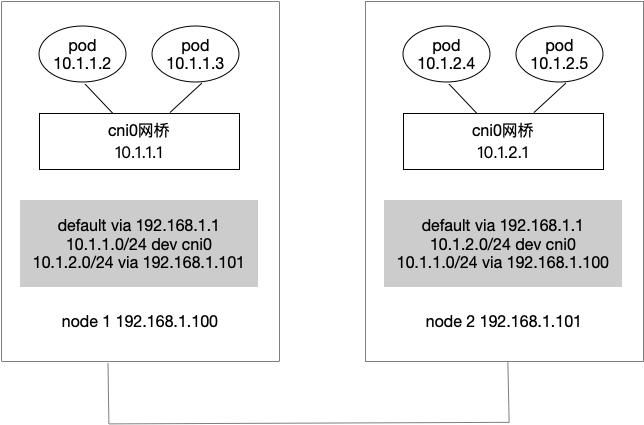 pod
10.1.1.2
pod
10.1.1.3
cni0网桥
10.1.1.1
default via 192.168.1.1
10.1.1.0/24 dev cni0
10.1.2.0/24 via 192.168.1.101
node 1 192.168.1.100
pod
10.1.2.4
pod
10.1.2.5
cni0网桥
10.1.2.1
default via 192.168.1.1
10.1.2.0/24 dev cni0
10.1.1.0/24 via 192.168.1.100
node 2 192.168.1.101